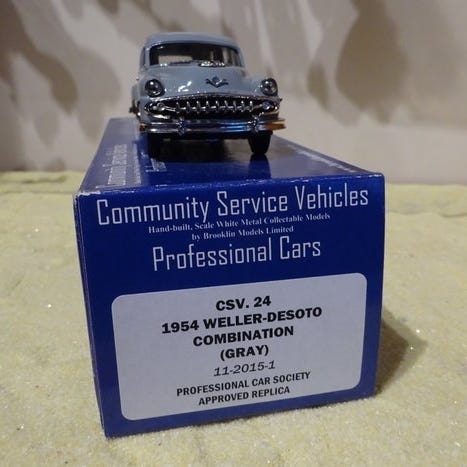 Community Service Vehicles
Hand-built, Scale White Metal Collectable Models
by Brooklin Models Limited
Professional Cars
CSV. 24
1954 WELLER-DESOTO
COMBINATION
(GRAY)
11-2015-1
PROFESSIONAL CAR SOCIETY
APPROVED REPLICA